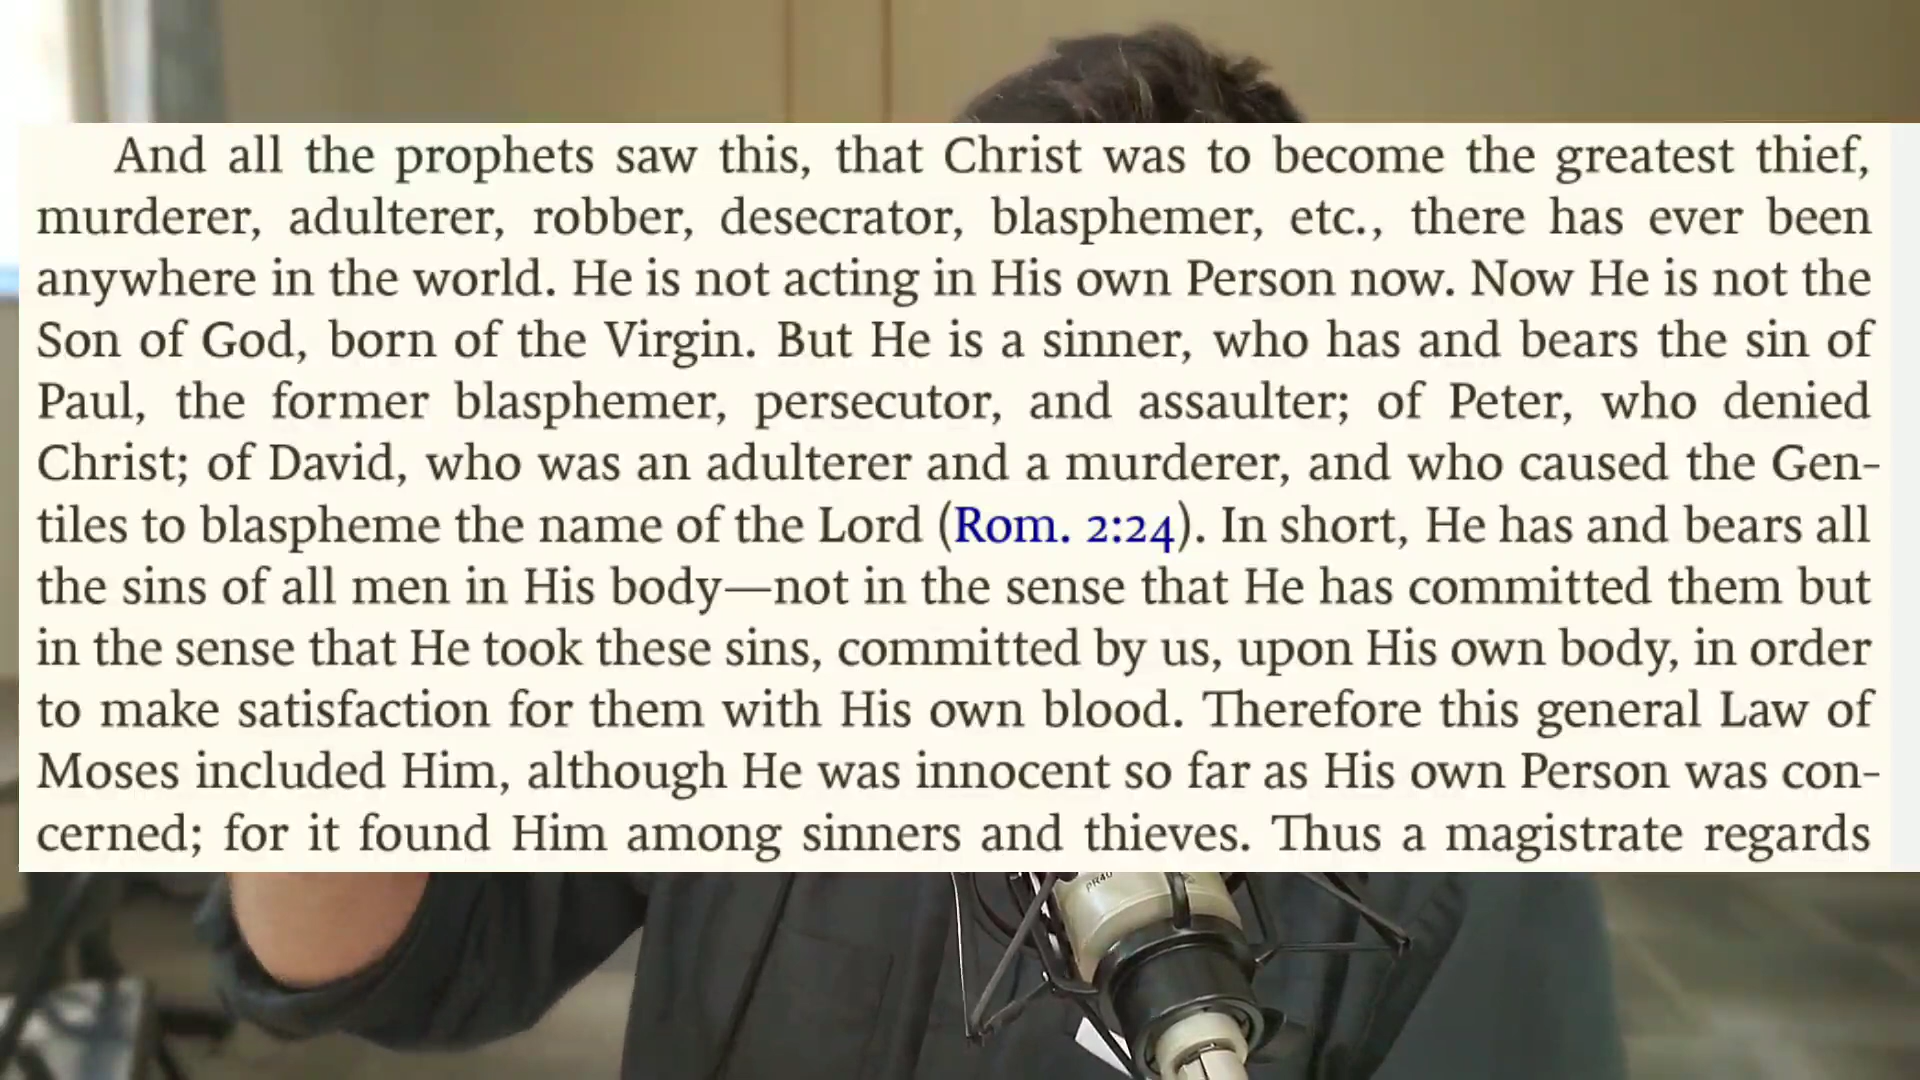 And all the prophets saw this, that Christ was to become the greatest thief,
murderer, adulterer, robber, desecrator, blasphemer, etc., there has ever been
anywhere in the world. He is not acting in His own Person now. Now He is not the
Son of God, born of the Virgin. But He is a sinner, who has and bears the sin of
Paul, the former blasphemer, persecutor, and assaulter; of Peter, who denied
Christ; of David, who was an adulterer and a murderer, and who caused the Gen-
tiles to blaspheme the name of the Lord (Rom. 2:24). In short, He has and bears all
the sins of all men in His body—not in the sense that He has committed them but
in the sense that He took these sins, committed by us, upon His own body, in order
to make satisfaction for them with His own blood. Therefore this general Law of
Moses included Him, although He was innocent so far as His own Person was con-
cerned; for it found Him among sinners and thieves. Thus a magistrate regards
PR40